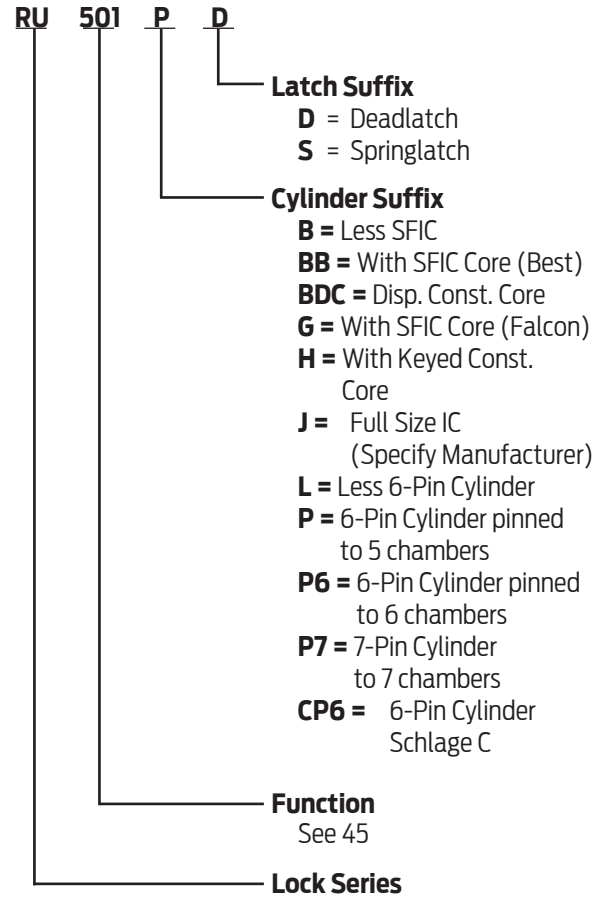 RU 501 P D
Latch Suffix
D = Deadlatch
S = Springlatch
Cylinder Suffix
B = Less SFIC
BB = With SFIC Core (Best)
BDC = Disp. Const. Core
G = With SFIC Core (Falcon)
H = With Keyed Const.
Core
J = Full Size IC
(Specify Manufacturer)
L = Less 6-Pin Cylinder
P = 6-Pin Cylinder pinned
to 5 chambers
P6 = 6-Pin Cylinder pinned
to 6 chambers
P7 = 7-Pin Cylinder
to 7 chambers
CP6 = 6-Pin Cylinder
Schlage C
Function
See 45
Lock Series